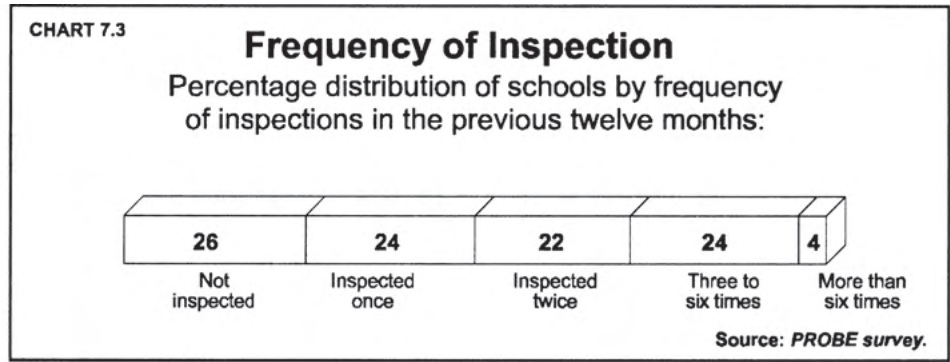 CHART 7.3
Frequency of Inspection
Percentage distribution of schools by frequency
of inspections in the previous twelve months:
26 24 22 24 4
Not inspected
Inspected once
Inspected twice
Three to six times
More than six times
Source: PROBE survey.